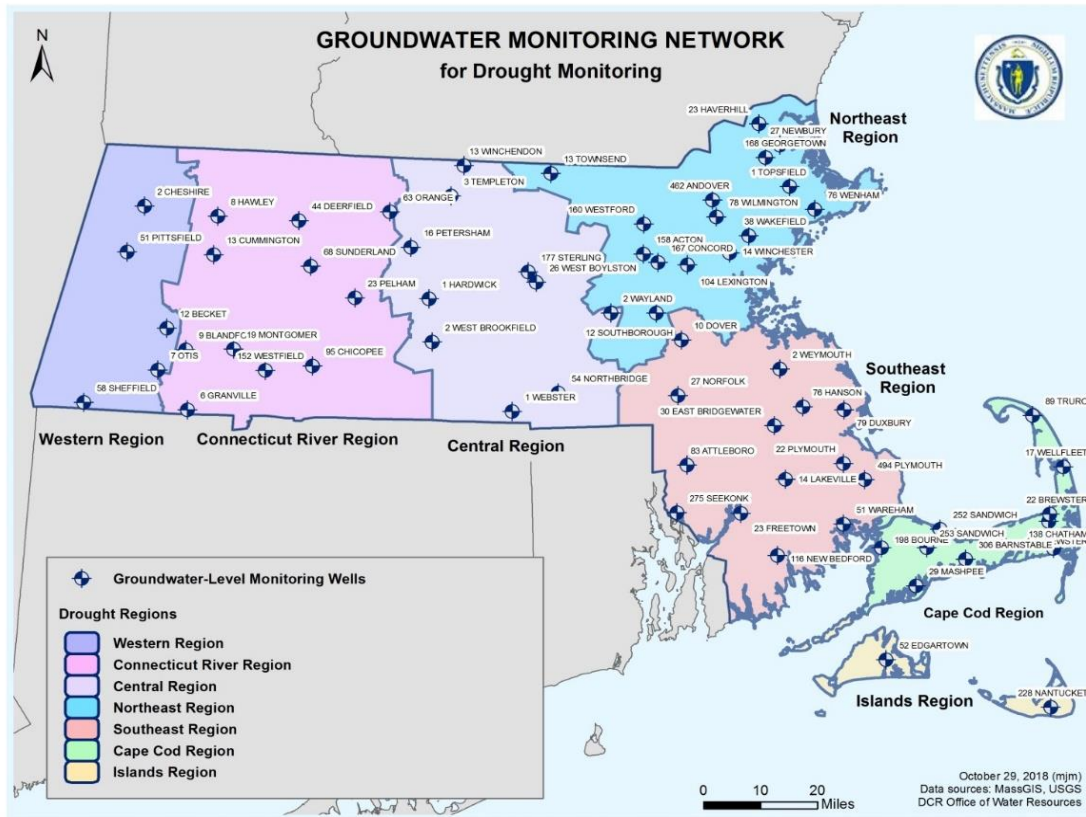 GROUNDWATER MONITORING NETWORK
for Drought Monitoring
N
23 HAVERHILL
27 NEWBURY
Northeast
Region
168 GEORGETOWN
13 WINCHENDON
13 TOWNSEND
1 TOPSFIELD
3 TEMPLETON
2 CHESHIRE
8 HAWLEY
44 DEERFIELD
63 ORANGE
462 ANDOVER
76 WENHAM
78 WILMINGTON
160 WESTFORD
38 WAKEFIELD
16 PETERSHAM
51 PITTSFIELD
13 CUMMINGTON
68 SUNDERLAND
158 ACTON
167 CONCORD
14 WINCHESTER
177 STERLING
26 WEST BOYLSTON
104 LEXINGTON
23 PELHAM
1 HARDWICK
2 WAYLAND
12 BECKET
9 BLANDFO
19 MONTGOMER
2 WEST BROOKFIELD
12 SOUTHBOROUGH
10 DOVER
7 OTIS
152 WESTFIELD
95 CHICOPEE
2 WEYMOUTH
Southeast
Region
58 SHEFFIELD
6 GRANVILLE
54 NORTHBRIDGE
1 WEBSTER
27 NORFOLK
76 HANSON
30 EAST BRIDGEWATER
79 DUXBURY
89 TRURO
Western Region
Connecticut River Region
Central Region
83 ATTLEBORO
22 PLYMOUTH
494 PLYMOUTH
14 LAKEVILLE
17 WELLFLEET
275 SEEKONK
23 FREETOWN
51 WAREHAM
252 SANDWICH
22 BREWSTER
253 SANDWICH
138 CHATHAM
198 BOURNE
306 BARNSTABLE
WSTER
116 NEW BEDFORD
29 MASHPEE
Cape Cod Region
52 EDGARTOWN
Islands Region
228 NANTUCKET
Groundwater-Level Monitoring Wells
Drought Regions
Western Region
Connecticut River Region
Central Region
Northeast Region
Southeast Region
Cape Cod Region
Islands Region
0 10 20
Miles
October 29, 2018 (mjm)
Data sources: MassGIS, USGS
DCR Office of Water Resources